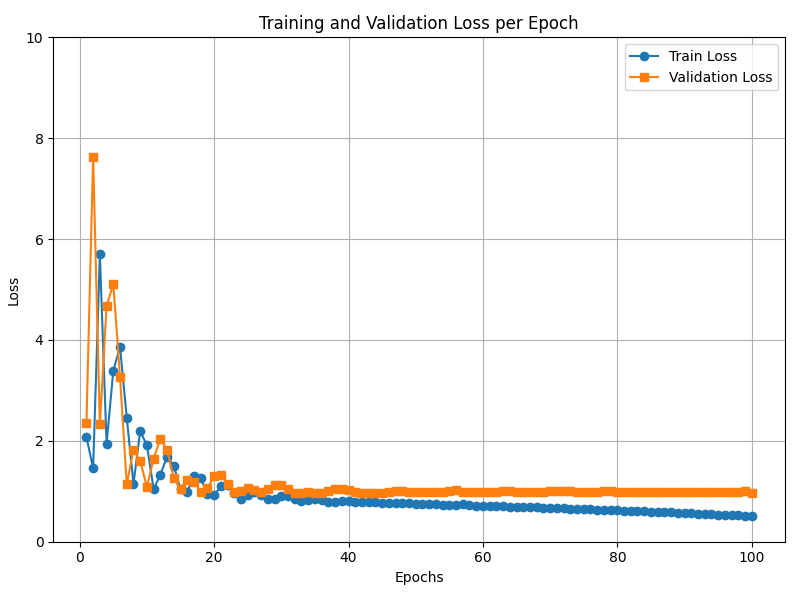 Training and Validation Loss per Epoch
10
8
6
4
2
0
Loss
Train Loss
Validation Loss
0 20 40 60 80 100
Epochs